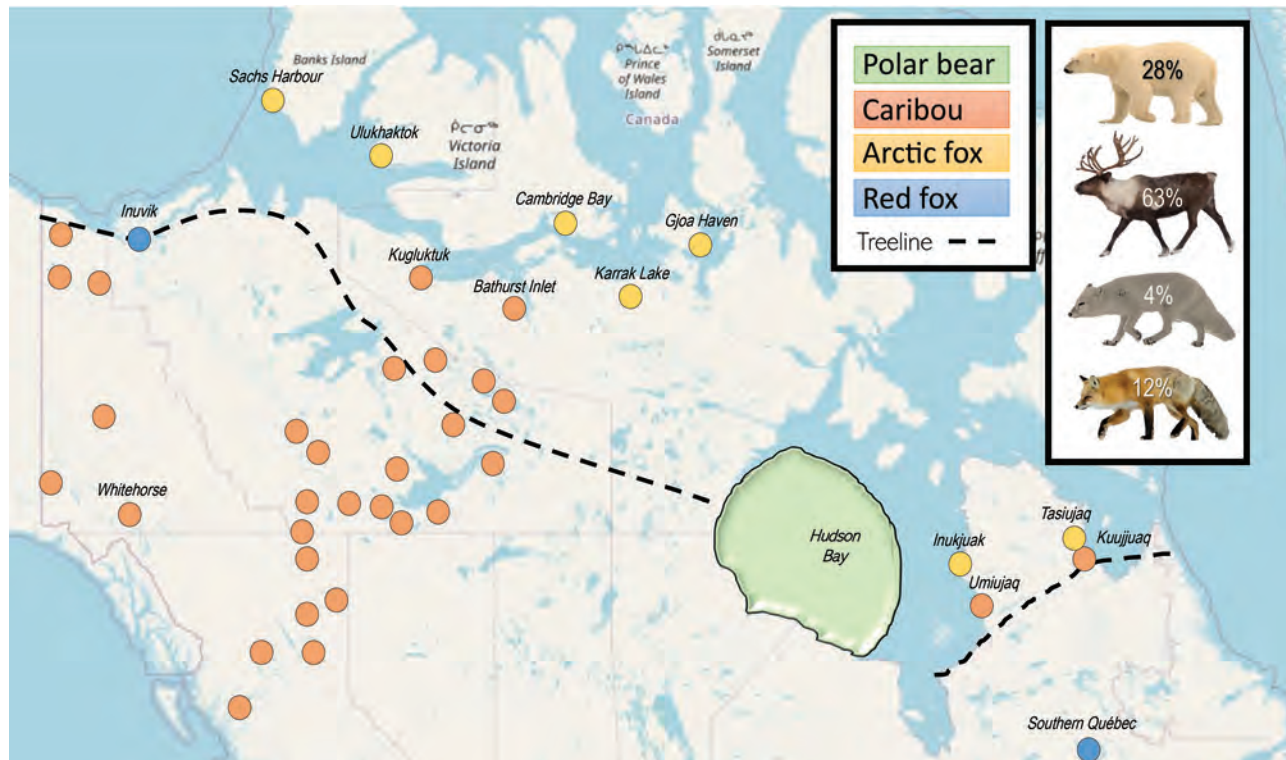 Banks Island
Sachs Harbour
Ulukhaktok
Victoria
Island
Prince
of Wales
Island
Canada
Somerset
Island
Inuvik
Cambridge Bay
Gjoa Haven
Kugluktuk
Bathurst Inlet
Karrak Lake
Whitehorse
Hudson
Bay
Inukjuak
Umiujaq
Tasiujaq
Kuujjuaq
Southern Québec
Polar bear
Caribou
Arctic fox
Red fox
Treeline
28%
63%
4%
12%